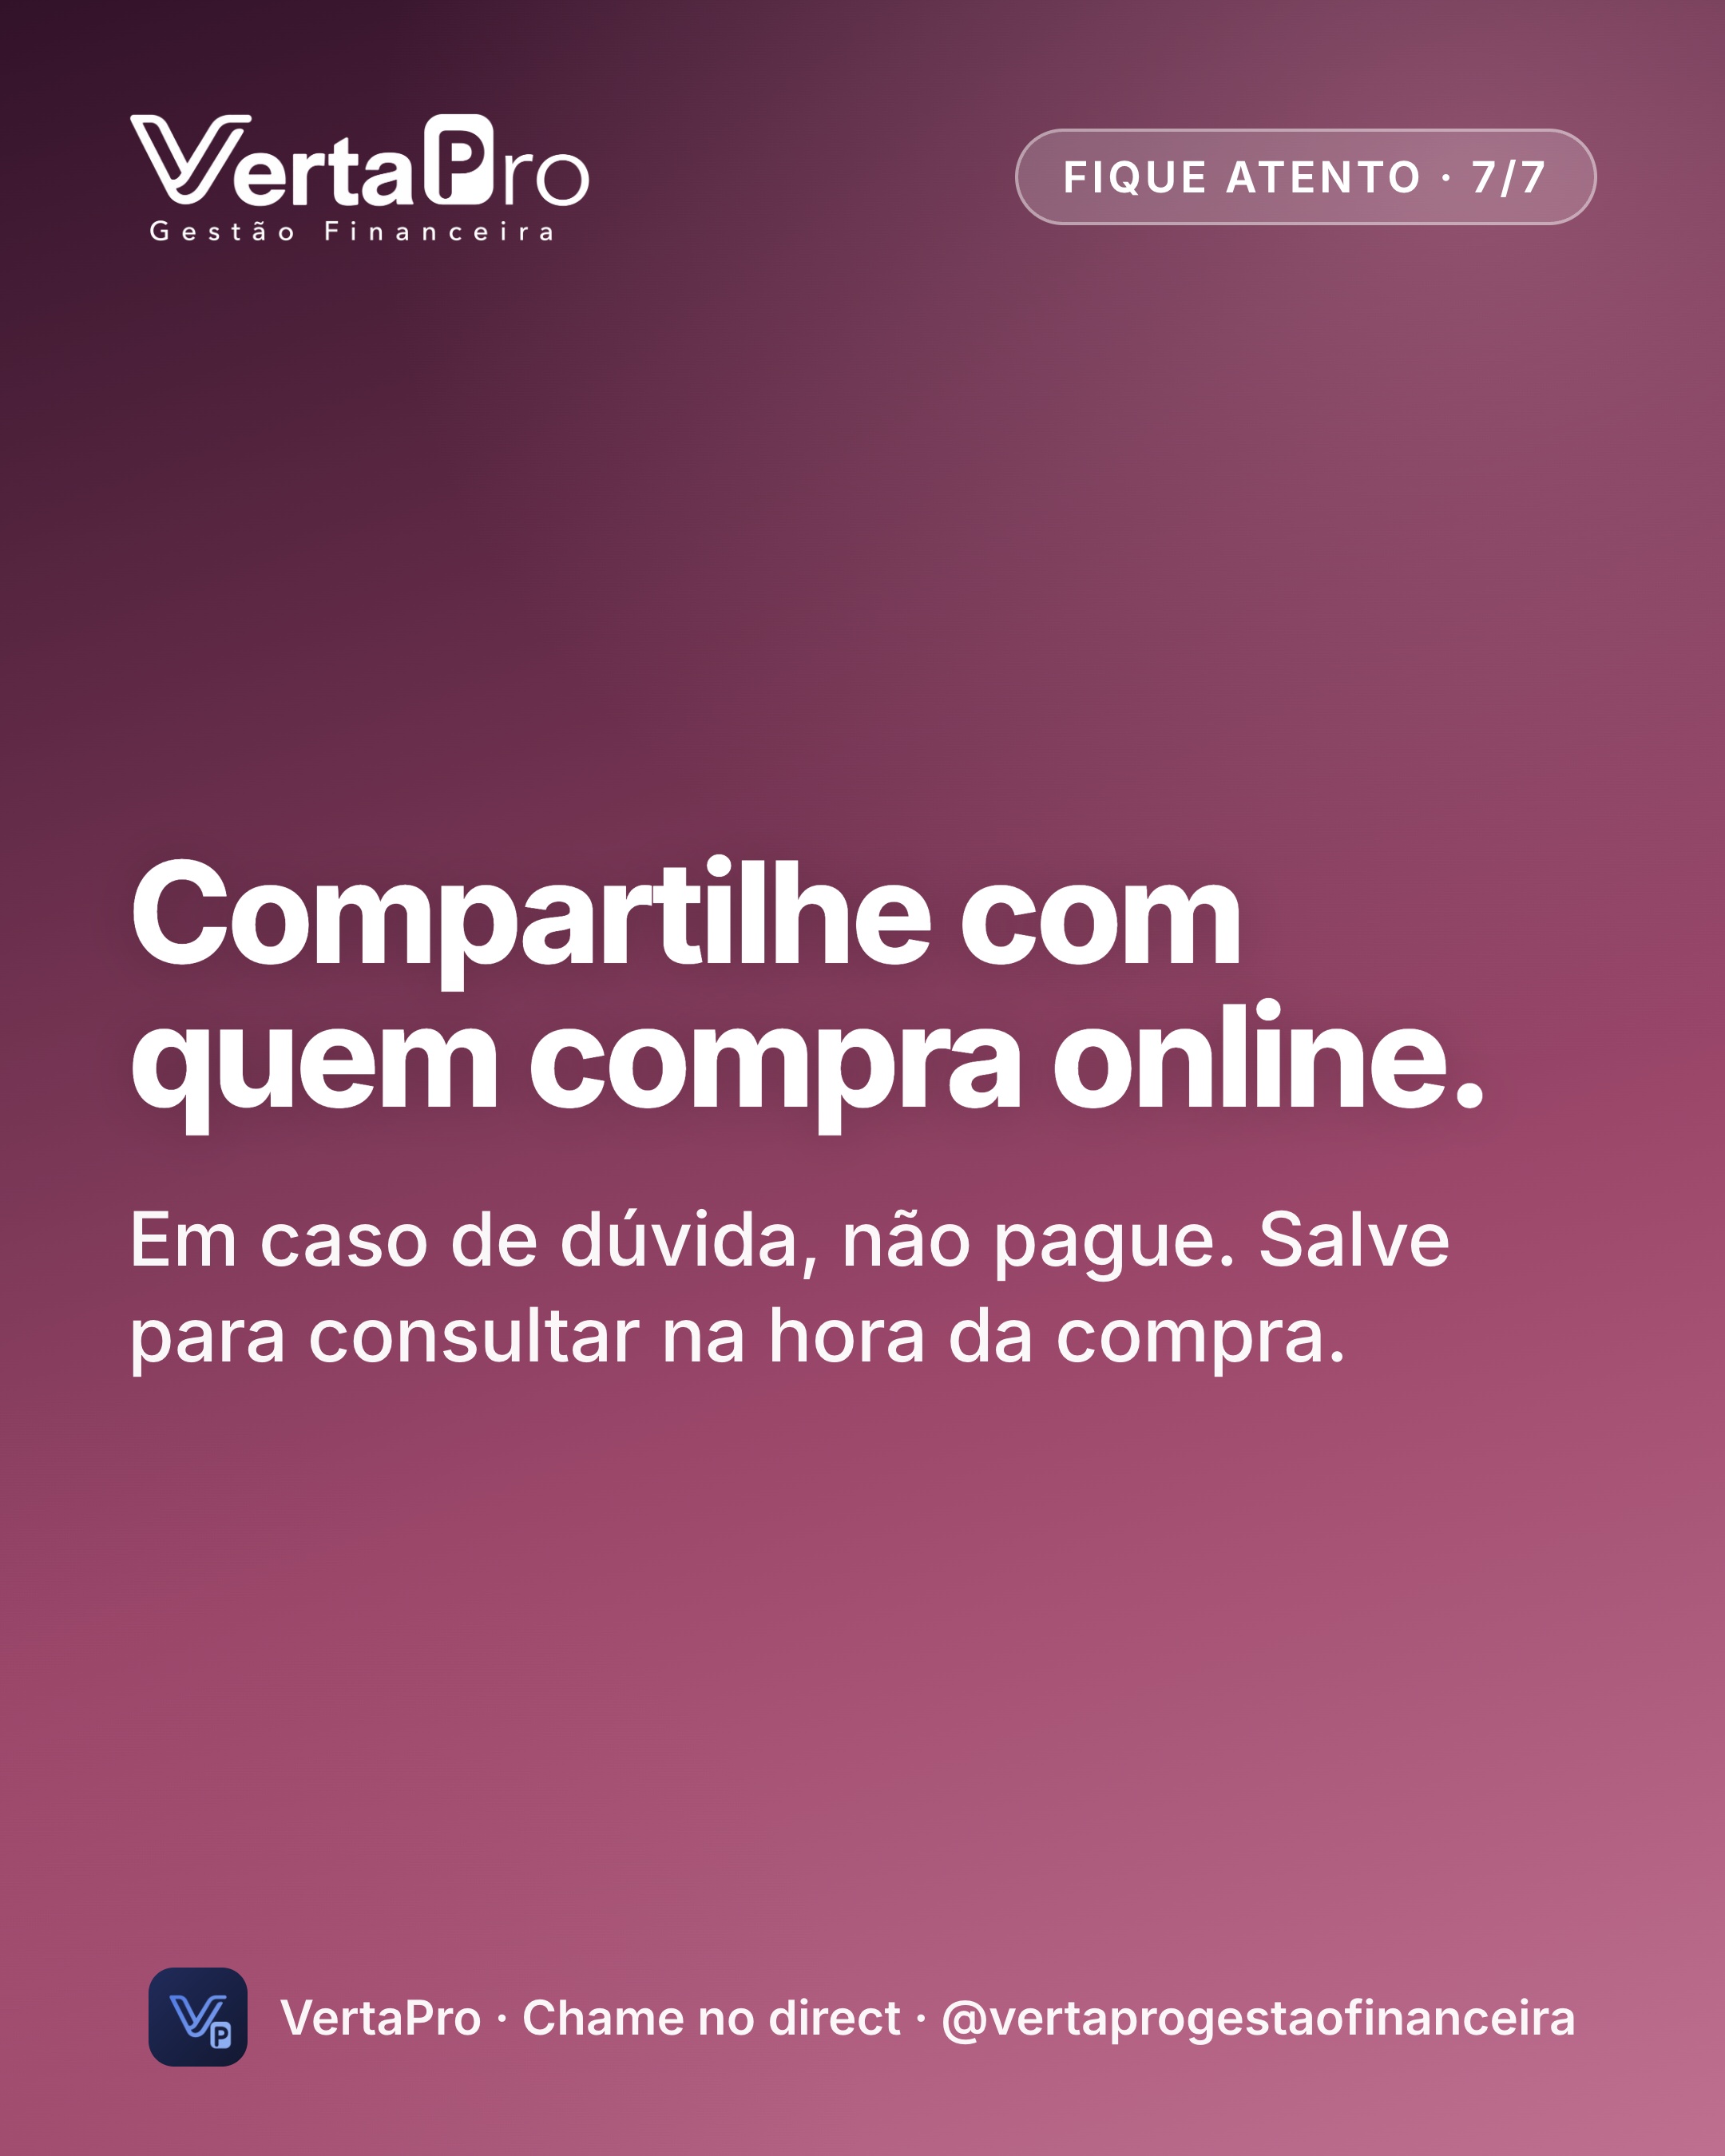 VertaPro
Gestão Financeira
FIQUE ATENTO · 7/7
Compartilhe com
quem compra online.
Em caso de dúvida, não pague. Salve
para consultar na hora da compra.
VP
VertaPro · Chame no direct · @vertaprogestaofinanceira